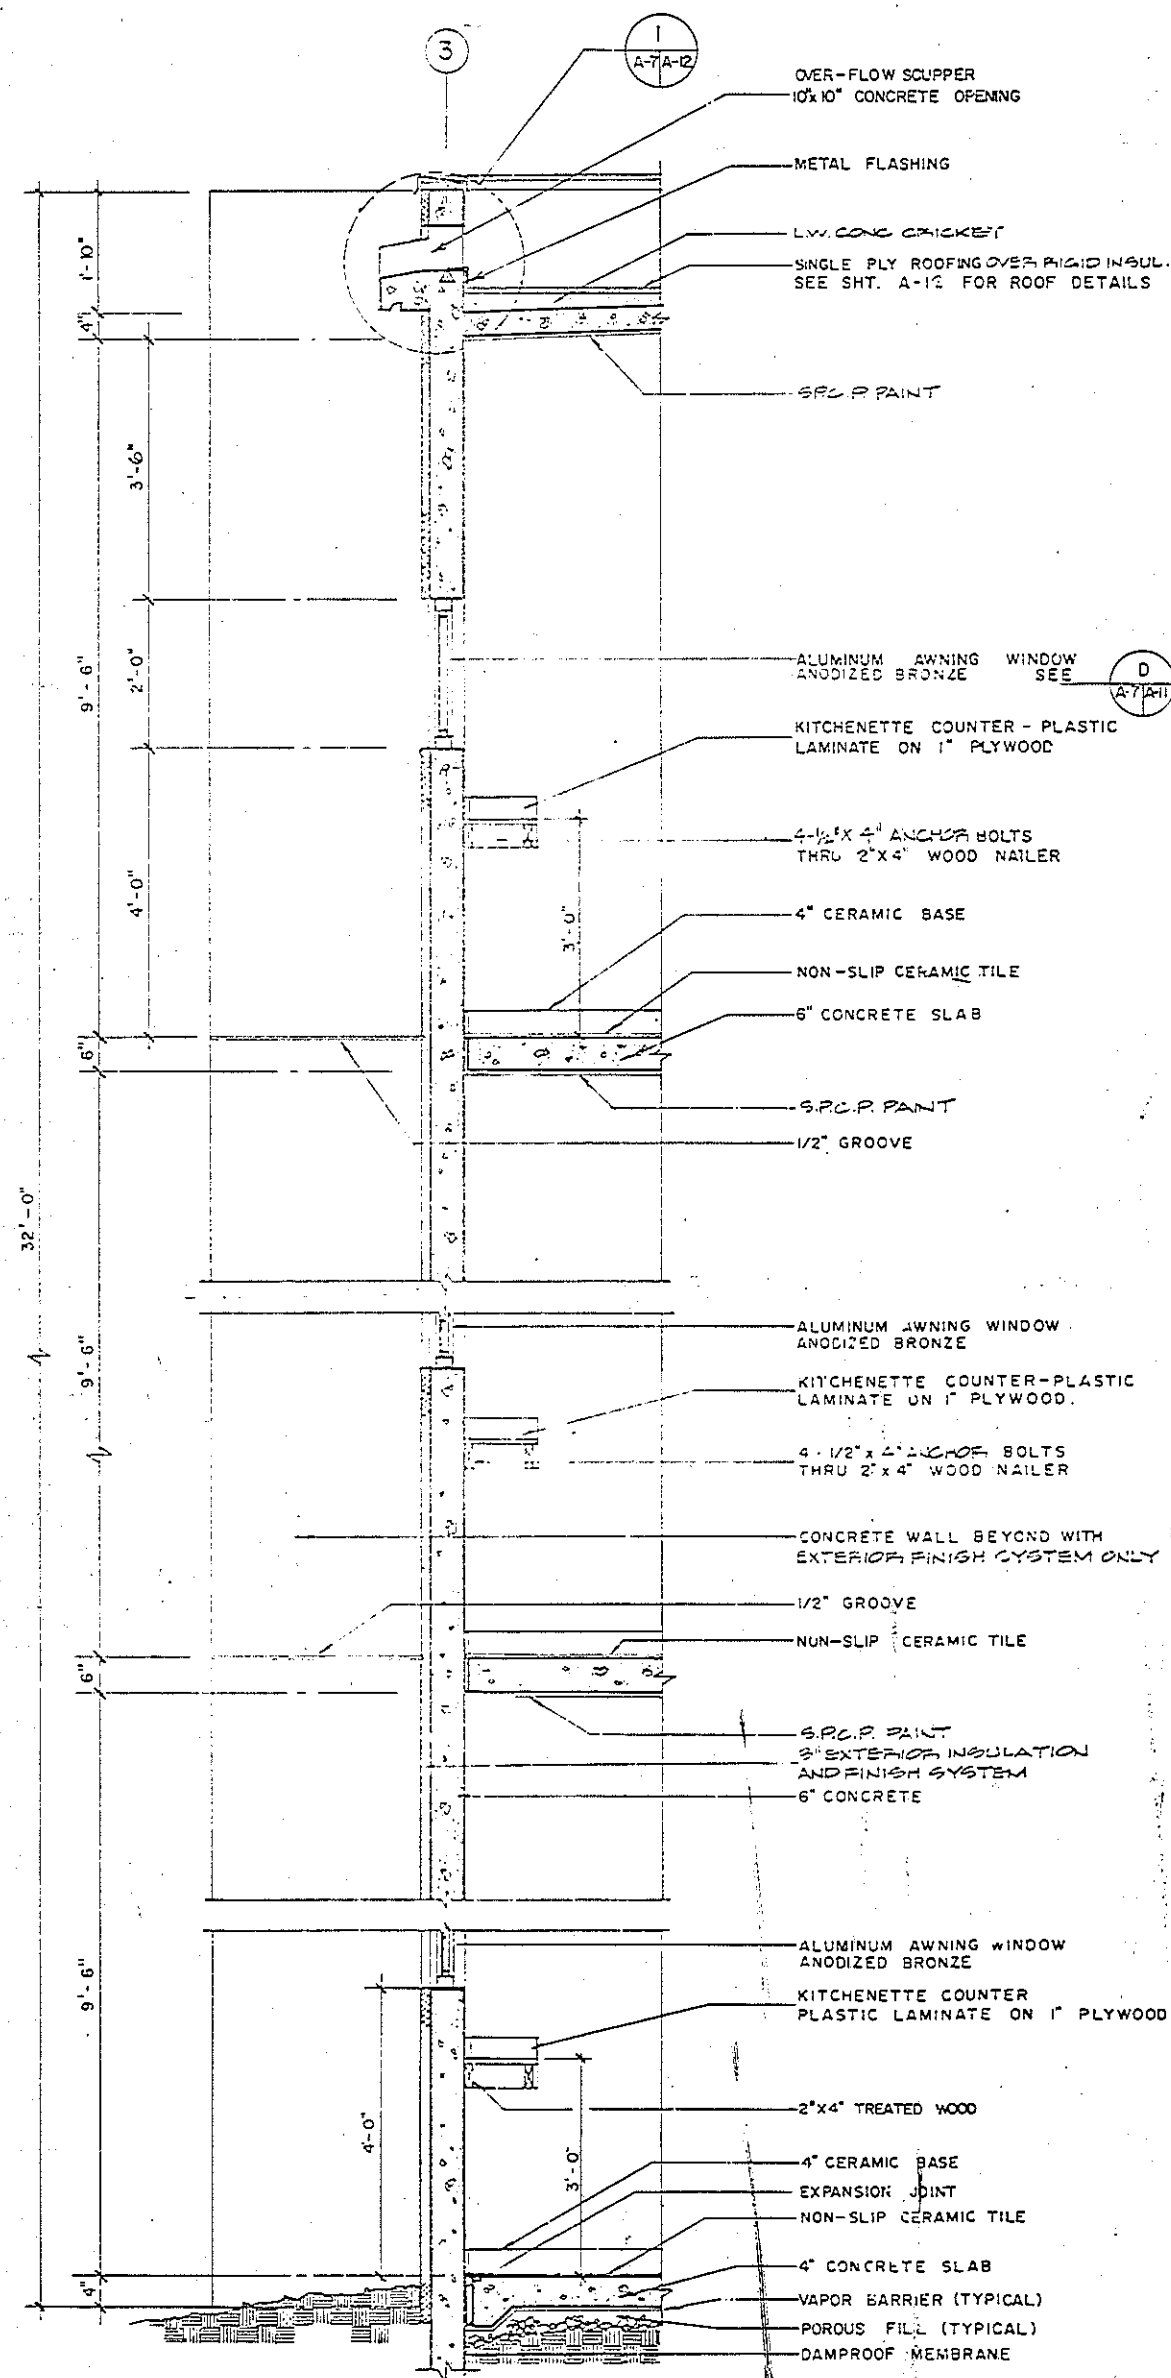 3
1
A-7 A-12
OVER-FLOW SCUPPER
10"x10" CONCRETE OPENING
METAL FLASHING
L.W. CONC CRICKET
SINGLE PLY ROOFING OVER RIGID INSUL.
SEE SHT. A-12 FOR ROOF DETAILS
1'-10"
4"
S.P.C.P. PAINT
3'-6"
ALUMINUM AWNING WINDOW
ANODIZED BRONZE SEE
D
A-7 A-11
9'-6"
2'-0"
KITCHENETTE COUNTER - PLASTIC
LAMINATE ON 1" PLYWOOD
4-1/2"X 4" ANCHOR BOLTS
THRU 2"X4" WOOD NAILER
4'-0"
3'-0"
4" CERAMIC BASE
NON-SLIP CERAMIC TILE
6" CONCRETE SLAB
6"
S.P.C.P. PAINT
1/2" GROOVE
32'-0"
ALUMINUM AWNING WINDOW
ANODIZED BRONZE
9'-6"
KITCHENETTE COUNTER-PLASTIC
LAMINATE ON 1" PLYWOOD.
4-1/2"x 4" ANCHOR BOLTS
THRU 2"x4" WOOD NAILER
CONCRETE WALL BEYOND WITH
EXTERIOR FINISH SYSTEM ONLY
1/2" GROOVE
NON-SLIP CERAMIC TILE
6"
S.P.C.P. PAINT
3" EXTERIOR INSULATION
AND FINISH SYSTEM
6" CONCRETE
ALUMINUM AWNING WINDOW
ANODIZED BRONZE
9'-6"
KITCHENETTE COUNTER
PLASTIC LAMINATE ON 1" PLYWOOD
2"X4" TREATED WOOD
4'-0"
3'-0"
4" CERAMIC BASE
EXPANSION JOINT
NON-SLIP CERAMIC TILE
4" CONCRETE SLAB
4"
VAPOR BARRIER (TYPICAL)
POROUS FILL (TYPICAL)
DAMPROOF MEMBRANE